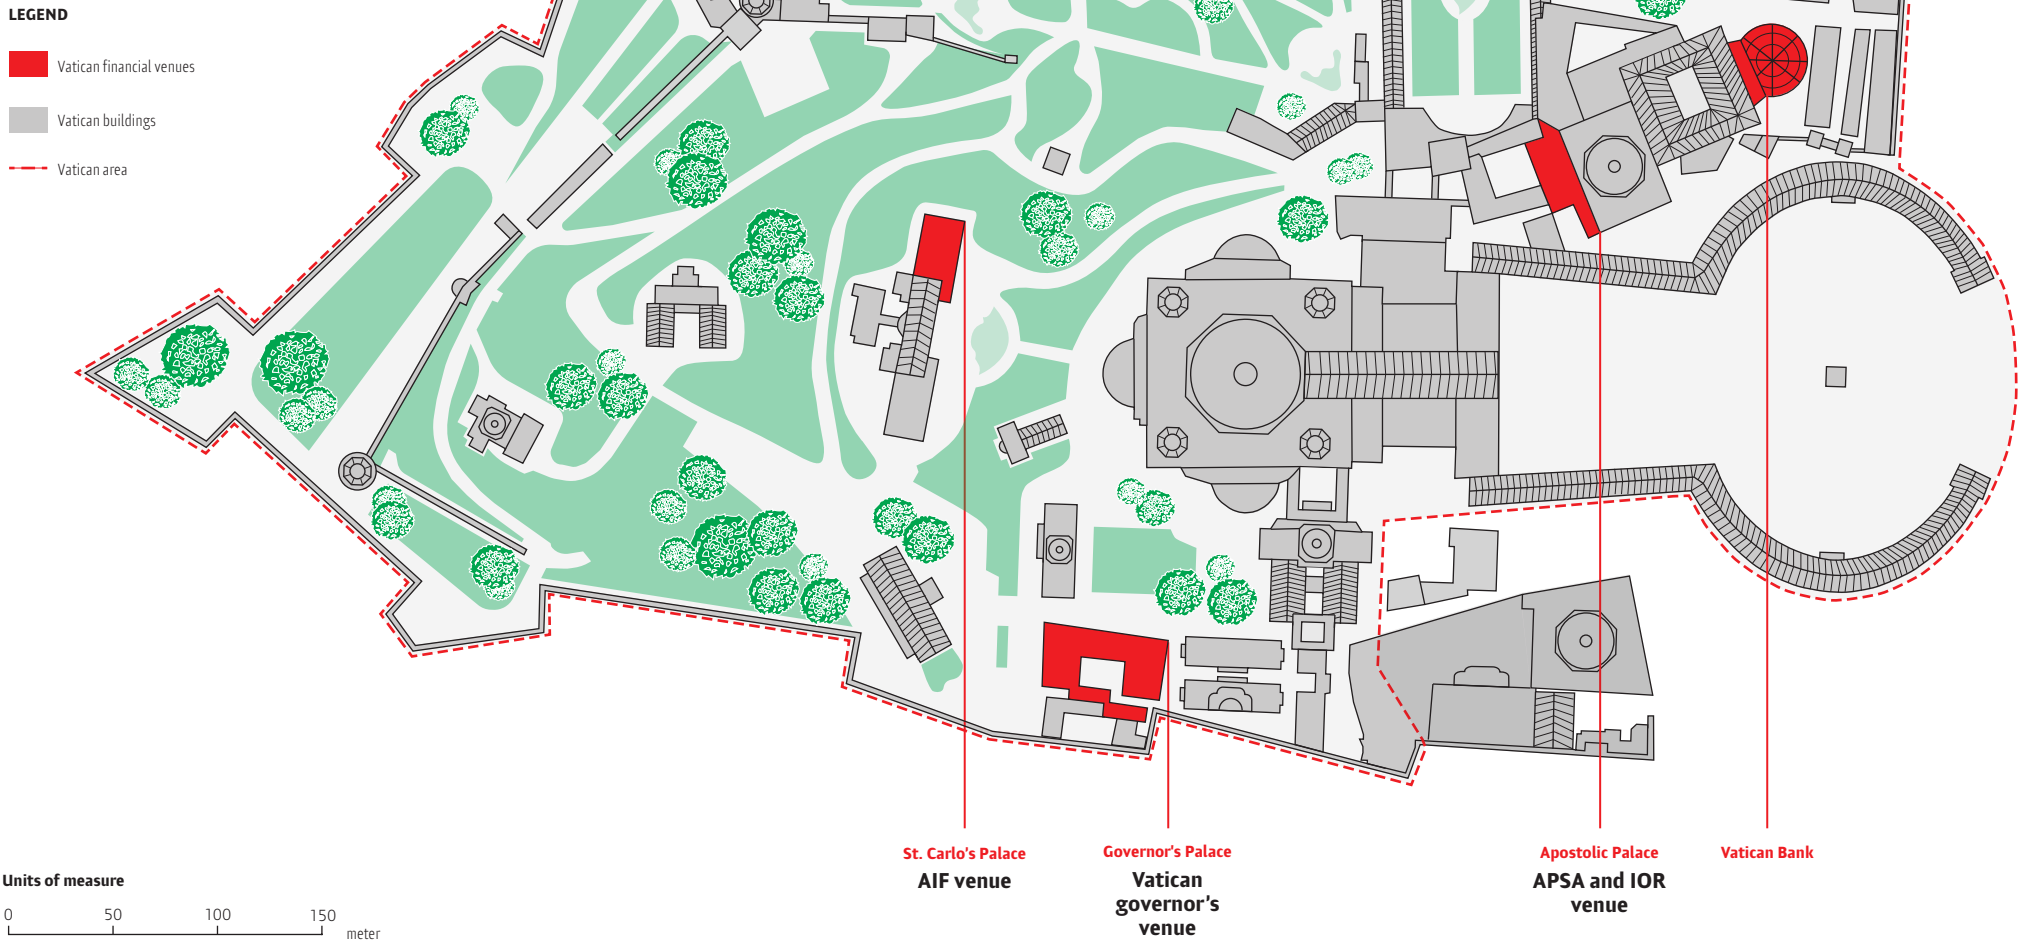 LEGEND
Vatican financial venues
Vatican buildings
Vatican area
St. Carlo's Palace
AIF venue
Governor's Palace
Vatican
governor's
venue
Apostolic Palace
APSA and IOR
venue
Vatican Bank
Units of measure
0 50 100 150
meter